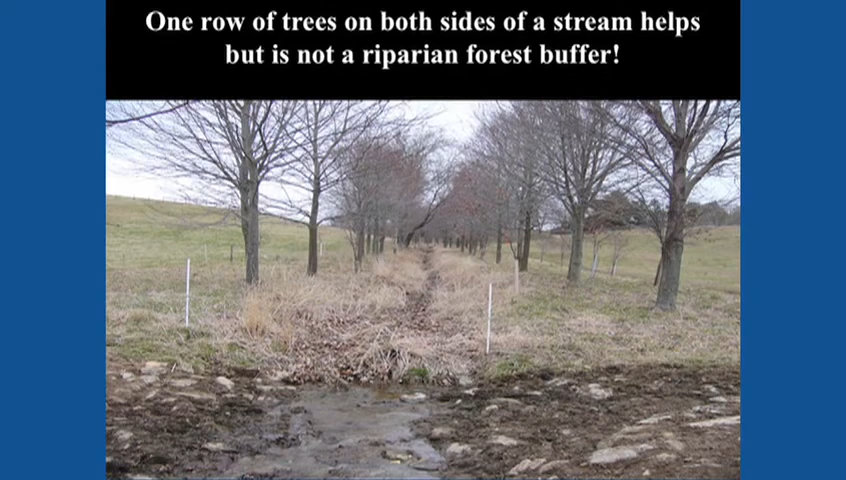 One row of trees on both sides of a stream helps
but is not a riparian forest buffer!